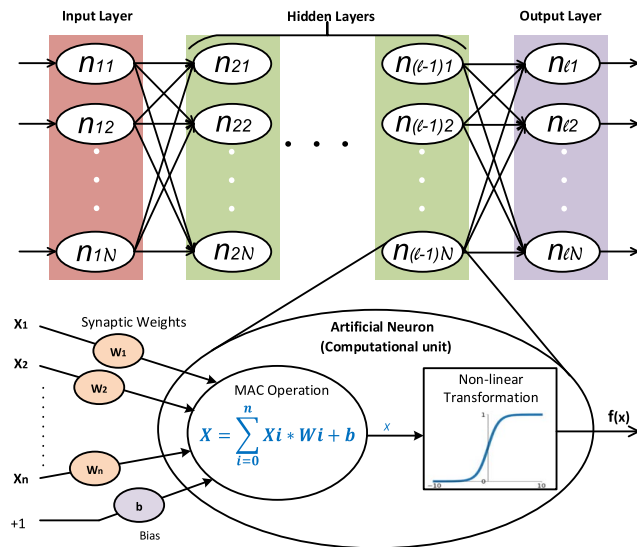 Input Layer
Hidden Layers
Output Layer
n11
n21
n(ℓ-1)1
nℓ1
n12
n22
n(ℓ-1)2
nℓ2
n1N
n2N
n(ℓ-1)N
nℓN
Synaptic Weights
Artificial Neuron
(Computational unit)
X1
W1
X2
W2
Xn
Wn
+1
b
Bias
MAC Operation
X = ∑ⁿᵢ₌₀ Xi * Wi + b
X
Non-linear
Transformation
1
0
-10
0
10
f(x)